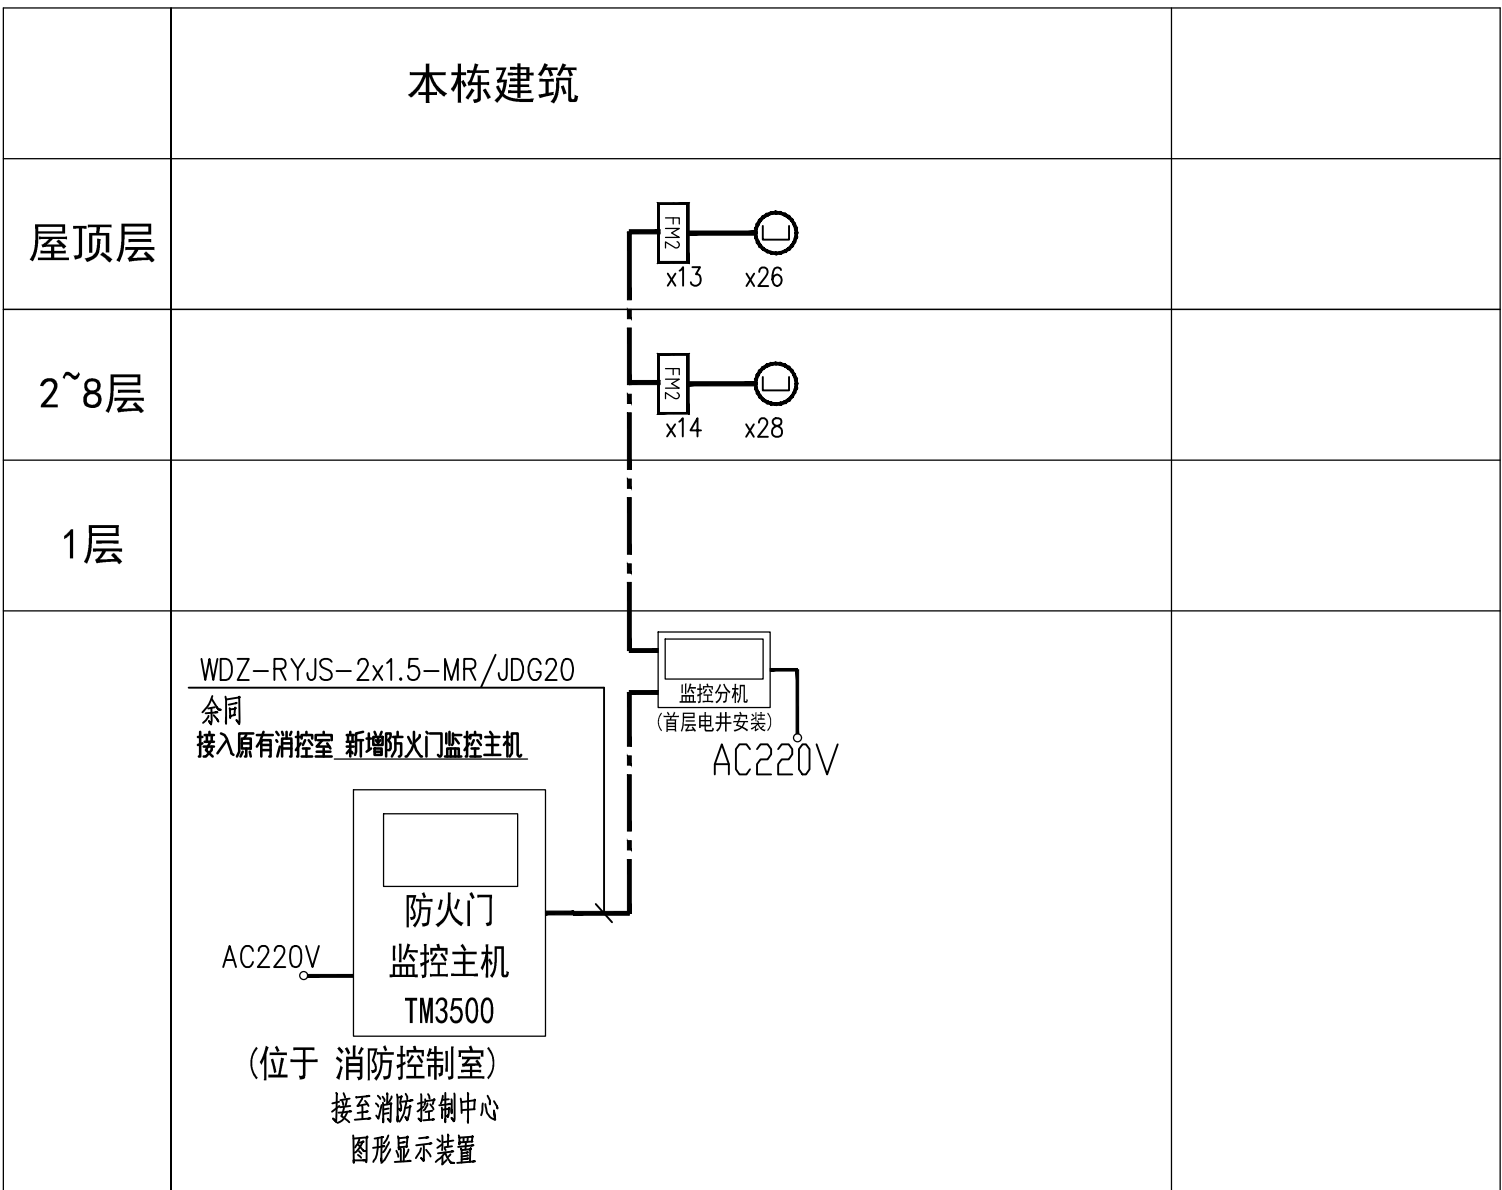 本栋建筑
屋顶层
FM2
x13
x26
2~8层
FM2
x14
x28
1层
WDZ-RYJS-2x1.5-MR/JDG20
余同
接入原有消控室 新增防火门监控主机
监控分机
(首层电井安装)
AC220V
防火门
监控主机
TM3500
AC220V
(位于 消防控制室)
接至消防控制中心
图形显示装置